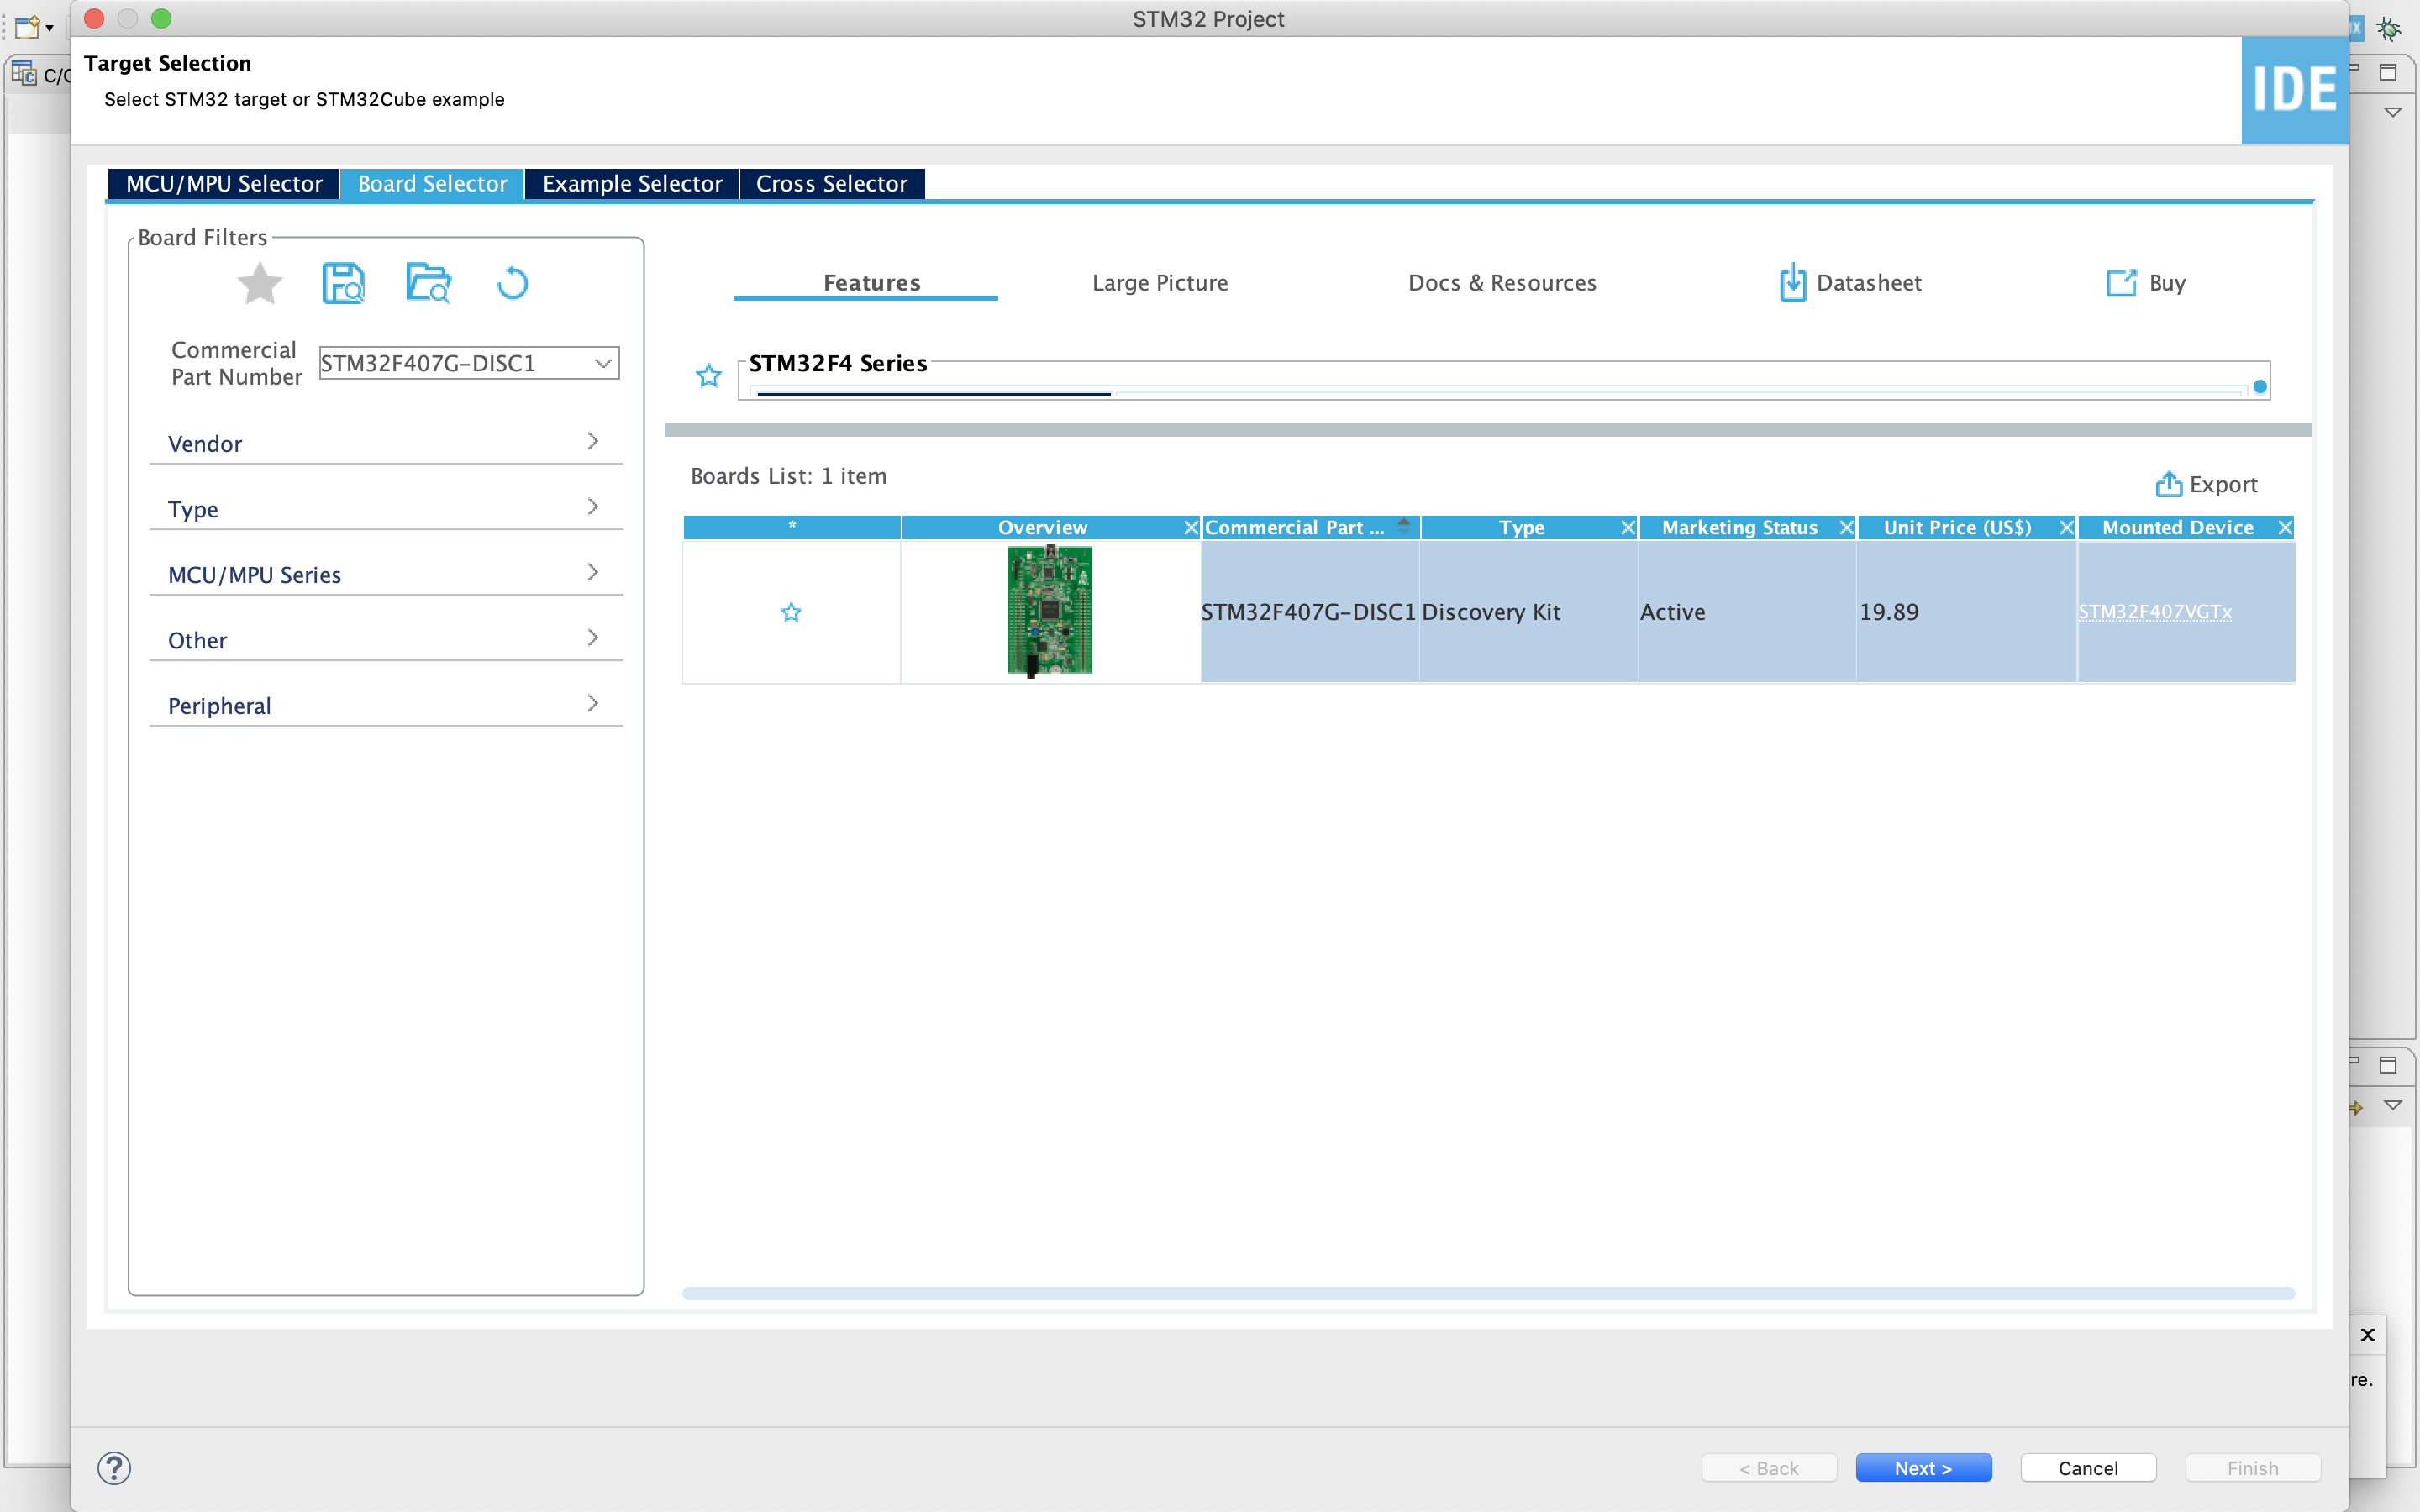 STM32 Project
C/C
Target Selection
Select STM32 target or STM32Cube example
IDE
MCU/MPU Selector Board Selector Example Selector Cross Selector
Board Filters
Features Large Picture Docs & Resources Datasheet Buy
Commercial
Part Number
STM32F407G-DISC1
STM32F4 Series
Vendor
Type
MCU/MPU Series
Other
Peripheral
Boards List: 1 item
Export
* Overview Commercial Part ... Type Marketing Status Unit Price (US$) Mounted Device
STM32F407G-DISC1 Discovery Kit Active 19.89 STM32F407VGTx
re.
? < Back Next > Cancel Finish